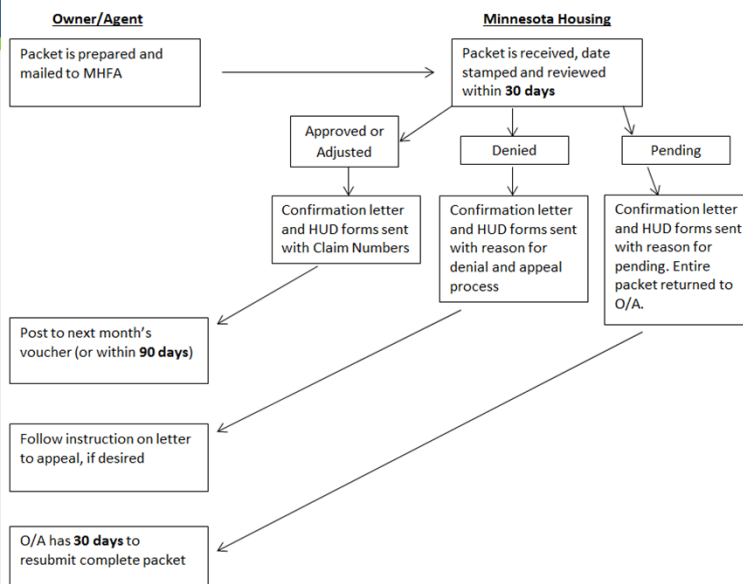 Owner/Agent
Minnesota Housing
Packet is prepared and
mailed to MHFA
Packet is received, date
stamped and reviewed
within 30 days
Approved or
Adjusted
Denied
Pending
Confirmation letter
and HUD forms sent
with Claim Numbers
Confirmation letter
and HUD forms sent
with reason for
denial and appeal
process
Confirmation letter
and HUD forms sent
with reason for
pending. Entire
packet returned to
O/A.
Post to next month's
voucher (or within 90 days)
Follow instruction on letter
to appeal, if desired
O/A has 30 days to
resubmit complete packet